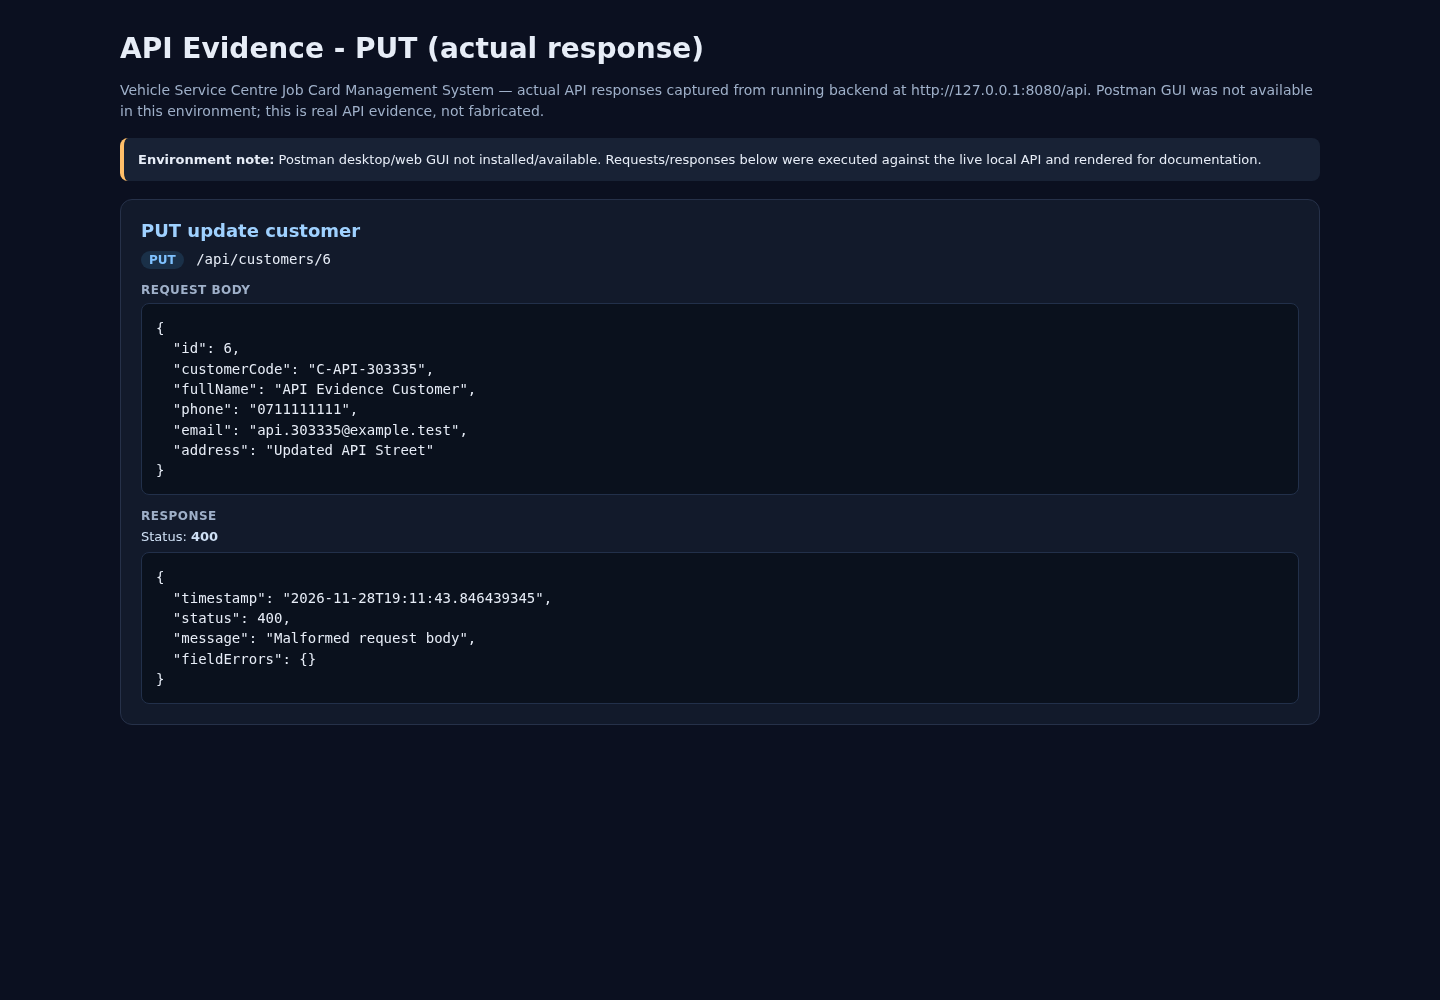 API Evidence - PUT (actual response)
Vehicle Service Centre Job Card Management System — actual API responses captured from running backend at http://127.0.0.1:8080/api. Postman GUI was not available
in this environment; this is real API evidence, not fabricated.
Environment note: Postman desktop/web GUI not installed/available. Requests/responses below were executed against the live local API and rendered for documentation.
PUT update customer
PUT /api/customers/6
REQUEST BODY
{
  "id": 6,
  "customerCode": "C-API-303335",
  "fullName": "API Evidence Customer",
  "phone": "0711111111",
  "email": "api.303335@example.test",
  "address": "Updated API Street"
}
RESPONSE
Status: 400
{
  "timestamp": "2026-11-28T19:11:43.846439345",
  "status": 400,
  "message": "Malformed request body",
  "fieldErrors": {}
}